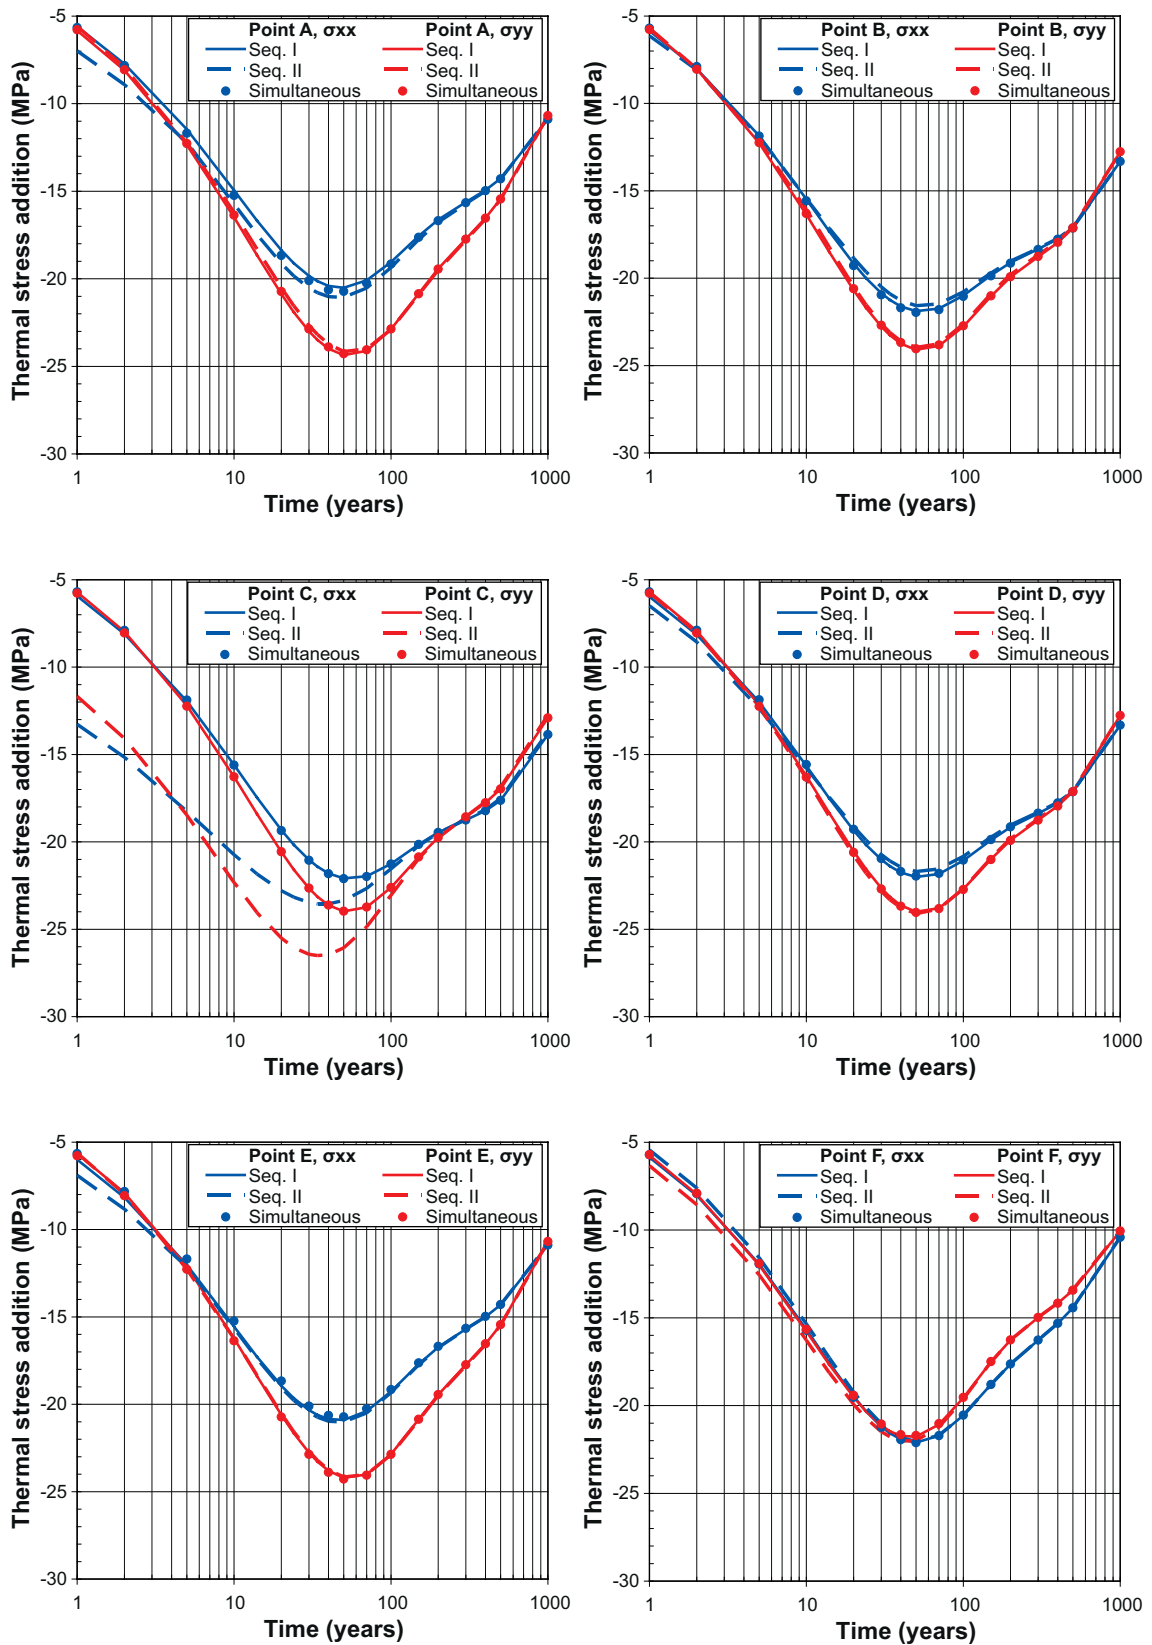 Point A, σxx Point A, σyy
Seq. I Seq. I
Seq. II Seq. II
Simultaneous Simultaneous
-5
-10
-15
-20
-25
-30
1 10 100 1000
Thermal stress addition (MPa)
Time (years)
Point B, σxx Point B, σyy
Seq. I Seq. I
Seq. II Seq. II
Simultaneous Simultaneous
-5
-10
-15
-20
-25
-30
1 10 100 1000
Thermal stress addition (MPa)
Time (years)
Point C, σxx Point C, σyy
Seq. I Seq. I
Seq. II Seq. II
Simultaneous Simultaneous
-5
-10
-15
-20
-25
-30
1 10 100 1000
Thermal stress addition (MPa)
Time (years)
Point D, σxx Point D, σyy
Seq. I Seq. I
Seq. II Seq. II
Simultaneous Simultaneous
-5
-10
-15
-20
-25
-30
1 10 100 1000
Thermal stress addition (MPa)
Time (years)
Point E, σxx Point E, σyy
Seq. I Seq. I
Seq. II Seq. II
Simultaneous Simultaneous
-5
-10
-15
-20
-25
-30
1 10 100 1000
Thermal stress addition (MPa)
Time (years)
Point F, σxx Point F, σyy
Seq. I Seq. I
Seq. II Seq. II
Simultaneous Simultaneous
-5
-10
-15
-20
-25
-30
1 10 100 1000
Thermal stress addition (MPa)
Time (years)